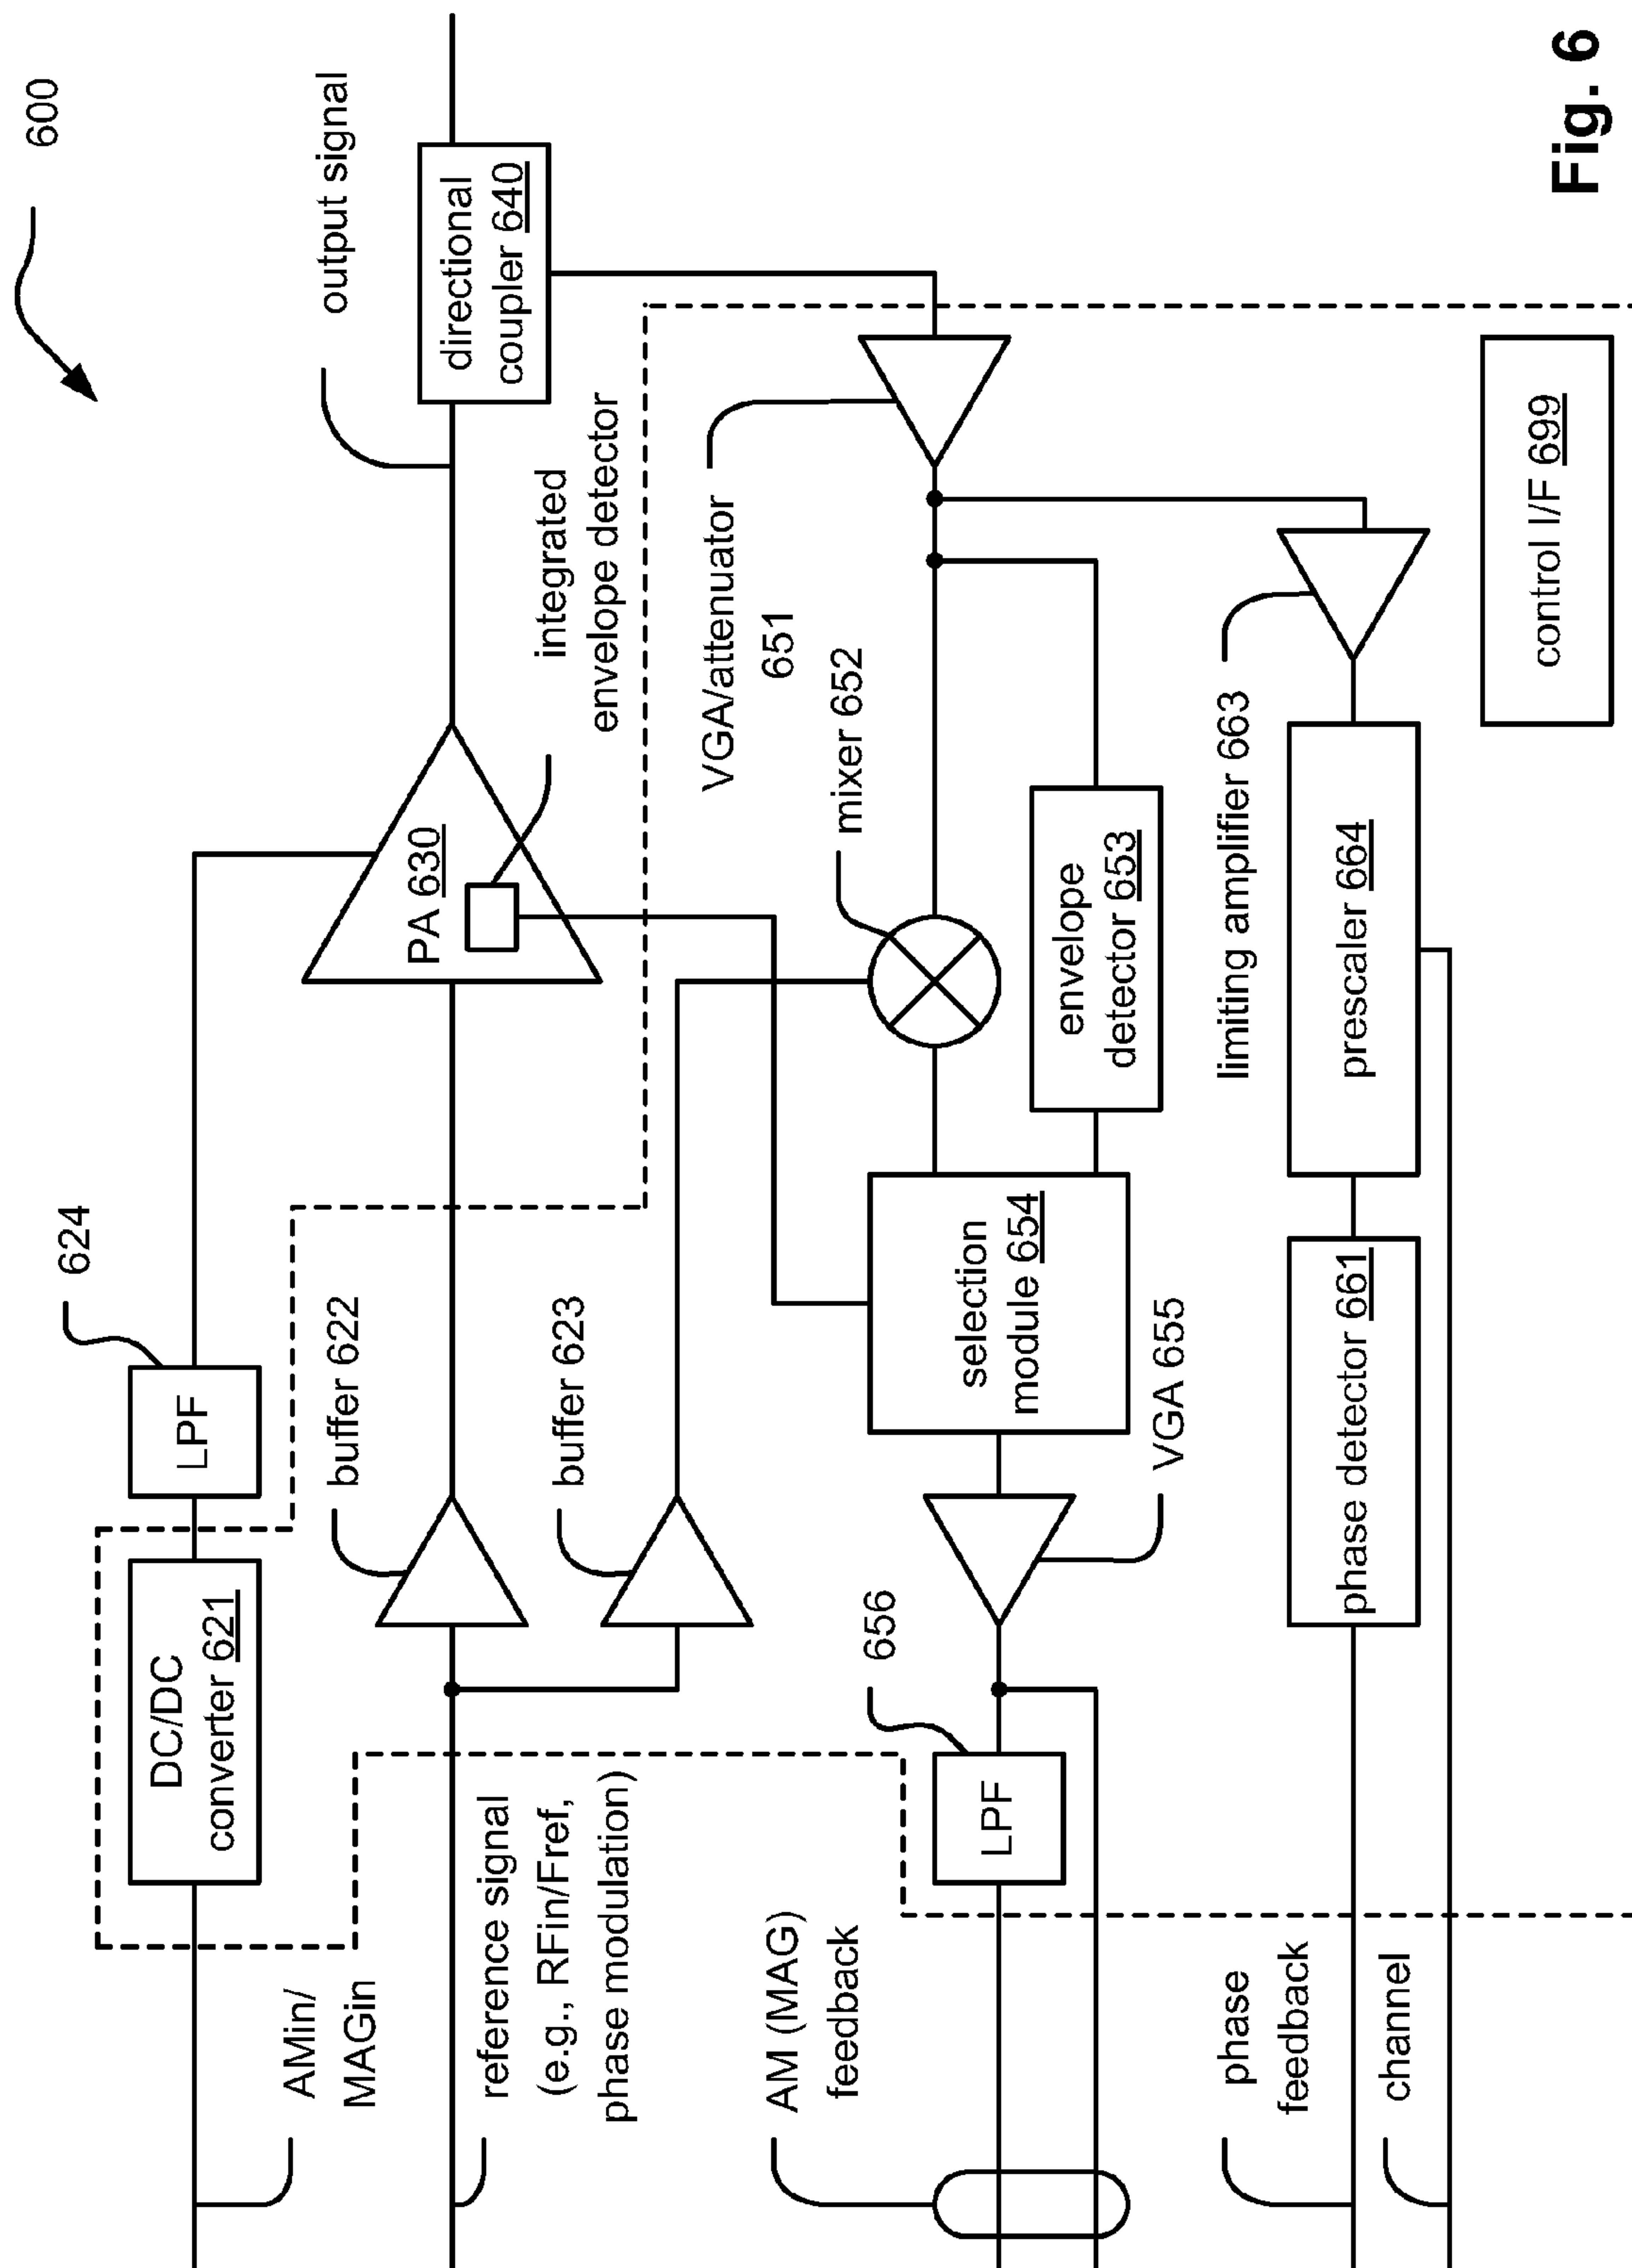 600
624
LPF
DC/DC
converter 621
AMin/
MAGin
output signal
directional
coupler 640
PA 630
integrated
envelope detector
buffer 622
buffer 623
reference signal
(e.g., RFin/Fref,
phase modulation)
VGA/attenuator
651
mixer 652
envelope
detector 653
selection
module 654
VGA 655
656
LPF
AM (MAG)
feedback
limiting amplifier 663
prescaler 664
phase detector 661
phase
feedback
channel
control I/F 699
Fig. 6